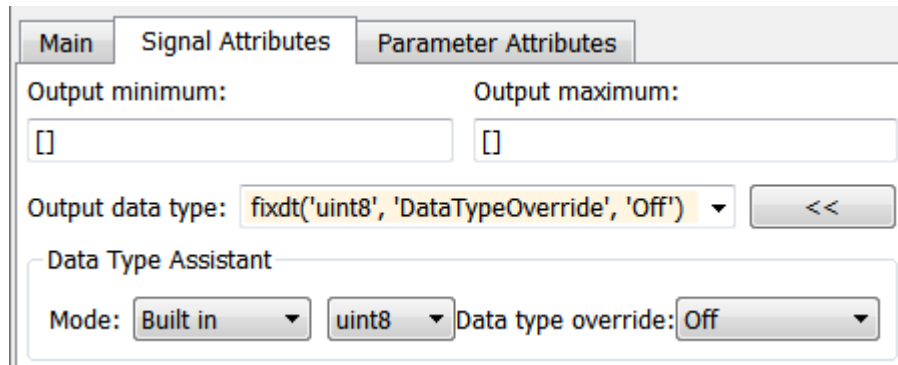 Main Signal Attributes Parameter Attributes
Output minimum: Output maximum:
[] []
Output data type: fixdt('uint8', 'DataTypeOverride', 'Off') <<
Data Type Assistant
Mode: Built in uint8 Data type override: Off